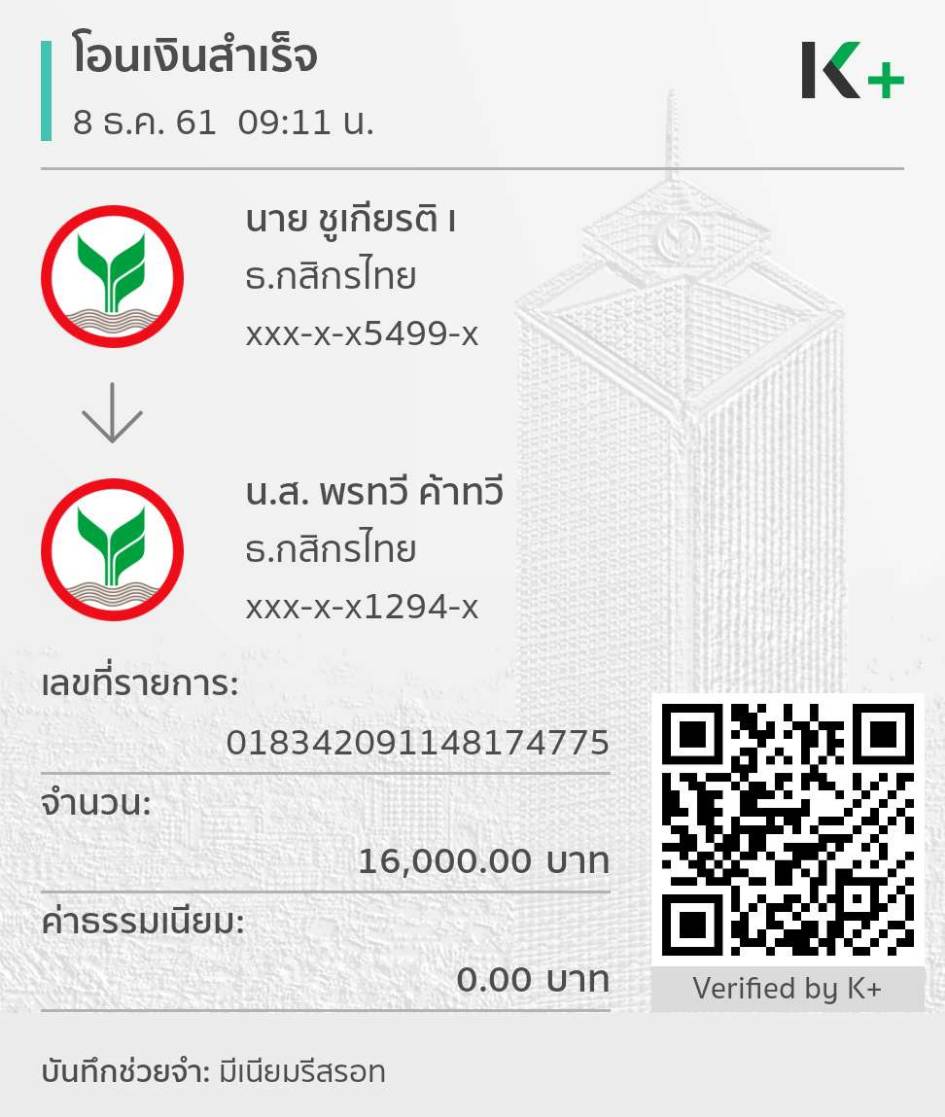 โอนเงินสำเร็จ
8 ธ.ค. 61 09:11 น.
K+
นาย ชูเกียรติ เ
ธ.กสิกรไทย
xxx-x-x5499-x
น.ส. พรทวี ค้าทวี
ธ.กสิกรไทย
xxx-x-x1294-x
เลขที่รายการ:
018342091148174775
จำนวน:
16,000.00 บาท
ค่าธรรมเนียม:
0.00 บาท
Verified by K+
บันทึกช่วยจำ: มีเนียมรีสรอท